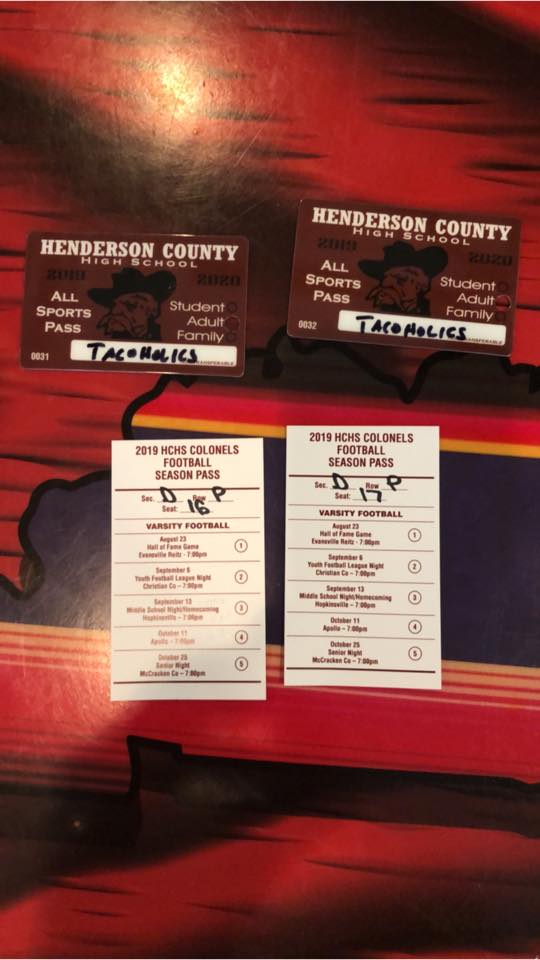 HENDERSON COUNTY
HIGH SCHOOL
2019 2020
ALL
SPORTS
PASS
Student
Adult
Family
0031
TACOHOLICS
HENDERSON COUNTY
HIGH SCHOOL
2019 2020
ALL
SPORTS
PASS
Student
Adult
Family
0032
TACOHOLICS
2019 HCHS COLONELS
FOOTBALL
SEASON PASS
Sec. D Row P
Seat: 16
VARSITY FOOTBALL
August 23
Hall of Fame Game
Evansville Reitz - 7:00pm
1
September 6
Youth Football League Night
Christian Co – 7:00pm
2
September 13
Middle School Night/Homecoming
Hopkinsville – 7:00pm
3
October 11
Apollo – 7:00pm
4
October 25
Senior Night
McCracken Co – 7:00pm
5
2019 HCHS COLONELS
FOOTBALL
SEASON PASS
Sec. D Row P
Seat: 17
VARSITY FOOTBALL
August 23
Hall of Fame Game
Evansville Reitz - 7:00pm
1
September 6
Youth Football League Night
Christian Co – 7:00pm
2
September 13
Middle School Night/Homecoming
Hopkinsville – 7:00pm
3
October 11
Apollo – 7:00pm
4
October 25
Senior Night
McCracken Co – 7:00pm
5